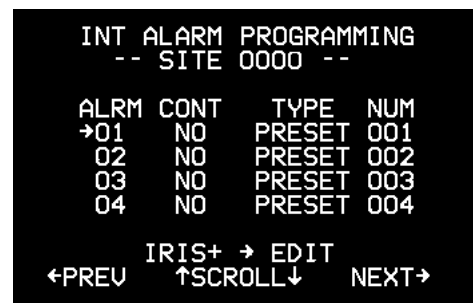 INT ALARM PROGRAMMING
-- SITE 0000 --
ALRM CONT TYPE NUM
→01 NO PRESET 001
02 NO PRESET 002
03 NO PRESET 003
04 NO PRESET 004
IRIS+ → EDIT
←PREV ↑SCROLL↓ NEXT→